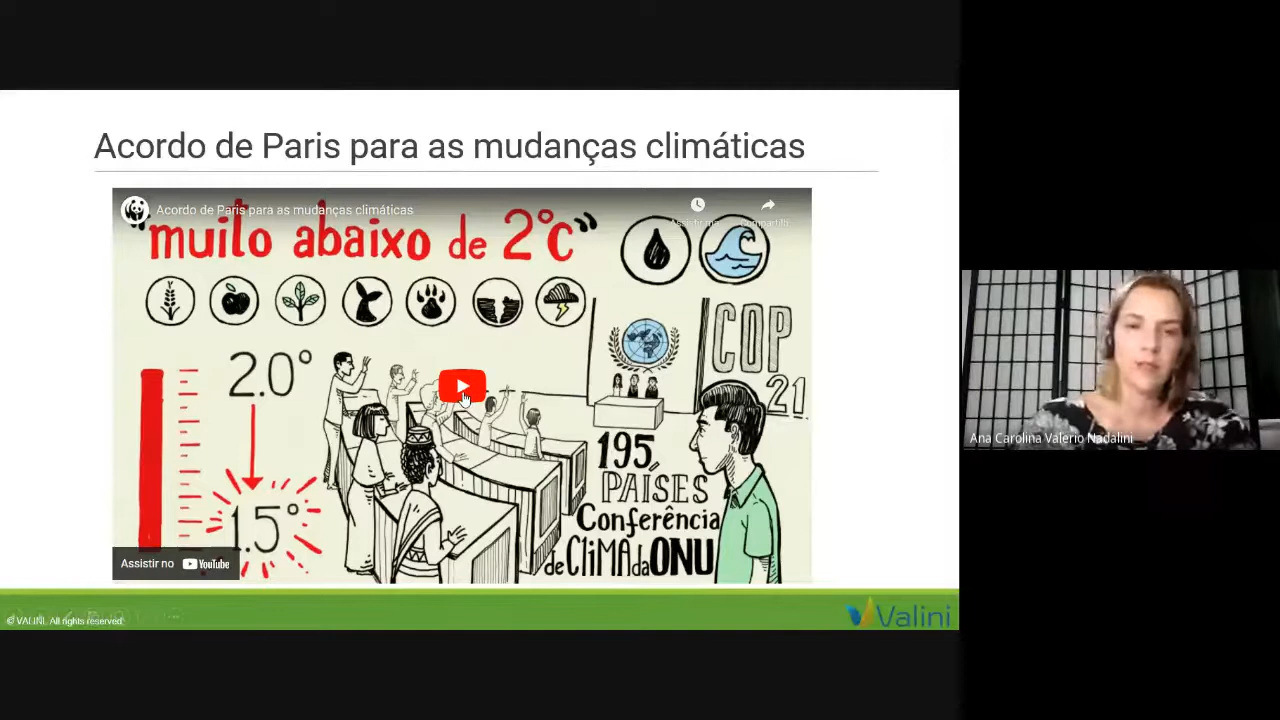 Acordo de Paris para as mudanças climáticas
Acordo de Paris para as mudanças climáticas
"muito abaixo de 2°C"
COP
21
2.0°
1.5°
195
PAÍSES
Conferência
de CLIMA da ONU
Assistir no YouTube
© VALINI. All rights reserved
Valini
Ana Carolina Valerio Nadalini